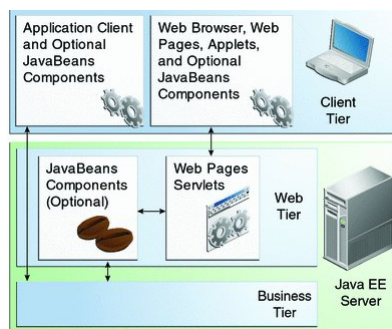 Application Client
and Optional
JavaBeans
Components
Web Browser, Web
Pages, Applets,
and Optional
JavaBeans
Components
Client
Tier
JavaBeans
Components
(Optional)
Web Pages
Servlets
Web
Tier
Java EE
Server
Business
Tier